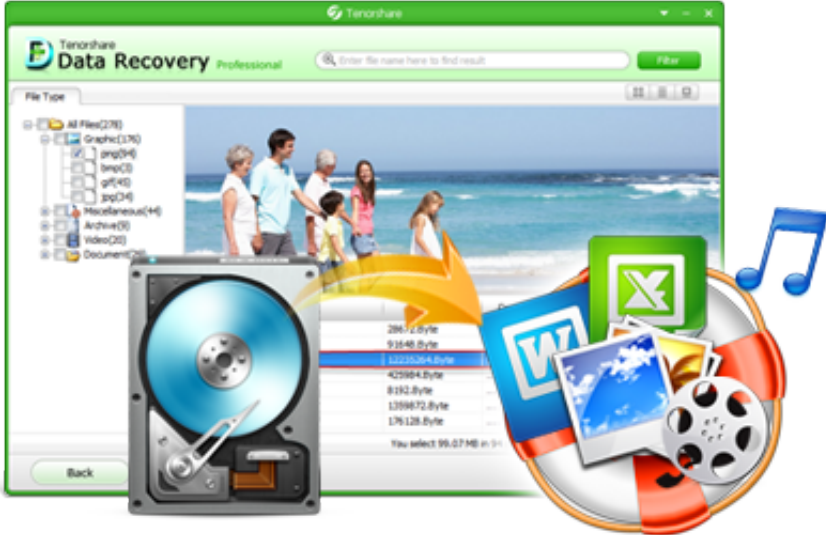 Tenorshare
Tenorshare
Data Recovery Professional
Enter file name here to find result
Filter
File Type
All Files(278)
Graphic(176)
png(94)
bmp(3)
gif(45)
jpg(34)
Miscellaneous(44)
Archive(9)
Video(20)
Document(
28672.Byte
91648.Byte
12235264.Byte
425984.Byte
8192.Byte
1359872.Byte
176128.Byte
You select 99.07 MB in 94
Back
W
X